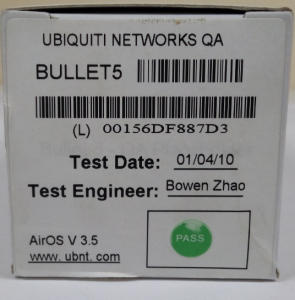 UBIQUITI NETWORKS QA
BULLET5
(L) 00156DF887D3
Test Date: 01/04/10
Test Engineer: Bowen Zhao
PASS
AirOS V 3.5
www. ubnt. com